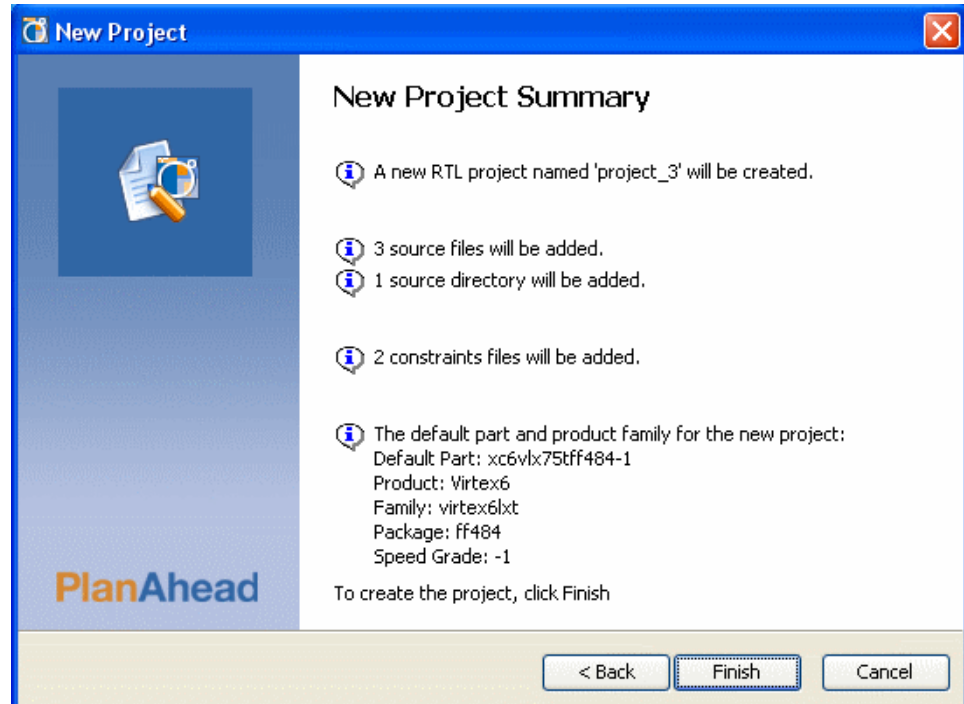 New Project
New Project Summary
A new RTL project named 'project_3' will be created.
3 source files will be added.
1 source directory will be added.
2 constraints files will be added.
The default part and product family for the new project:
Default Part: xc6vlx75tff484-1
Product: Virtex6
Family: virtex6lxt
Package: ff484
Speed Grade: -1
PlanAhead
To create the project, click Finish
< Back
Finish
Cancel